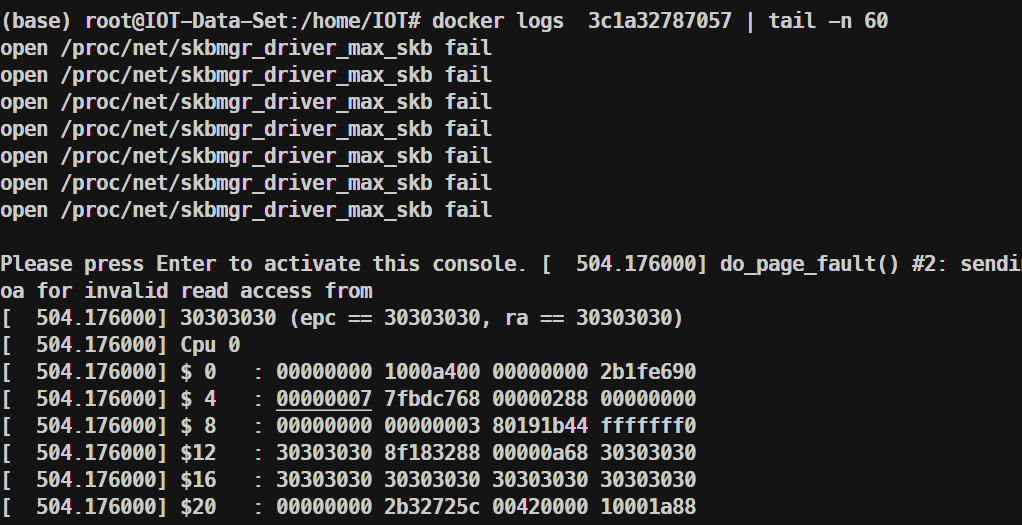 (base) root@IOT-Data-Set:/home/IOT# docker logs  3c1a32787057 | tail -n 60
open /proc/net/skbmgr_driver_max_skb fail
open /proc/net/skbmgr_driver_max_skb fail
open /proc/net/skbmgr_driver_max_skb fail
open /proc/net/skbmgr_driver_max_skb fail
open /proc/net/skbmgr_driver_max_skb fail
open /proc/net/skbmgr_driver_max_skb fail
open /proc/net/skbmgr_driver_max_skb fail
Please press Enter to activate this console. [  504.176000] do_page_fault() #2: sendi
oa for invalid read access from
[  504.176000] 30303030 (epc == 30303030, ra == 30303030)
[  504.176000] Cpu 0
[  504.176000] $ 0   : 00000000 1000a400 00000000 2b1fe690
[  504.176000] $ 4   : 00000007 7fbdc768 00000288 00000000
[  504.176000] $ 8   : 00000000 00000003 80191b44 fffffff0
[  504.176000] $12   : 30303030 8f183288 00000a68 30303030
[  504.176000] $16   : 30303030 30303030 30303030 30303030
[  504.176000] $20   : 00000000 2b32725c 00420000 10001a88